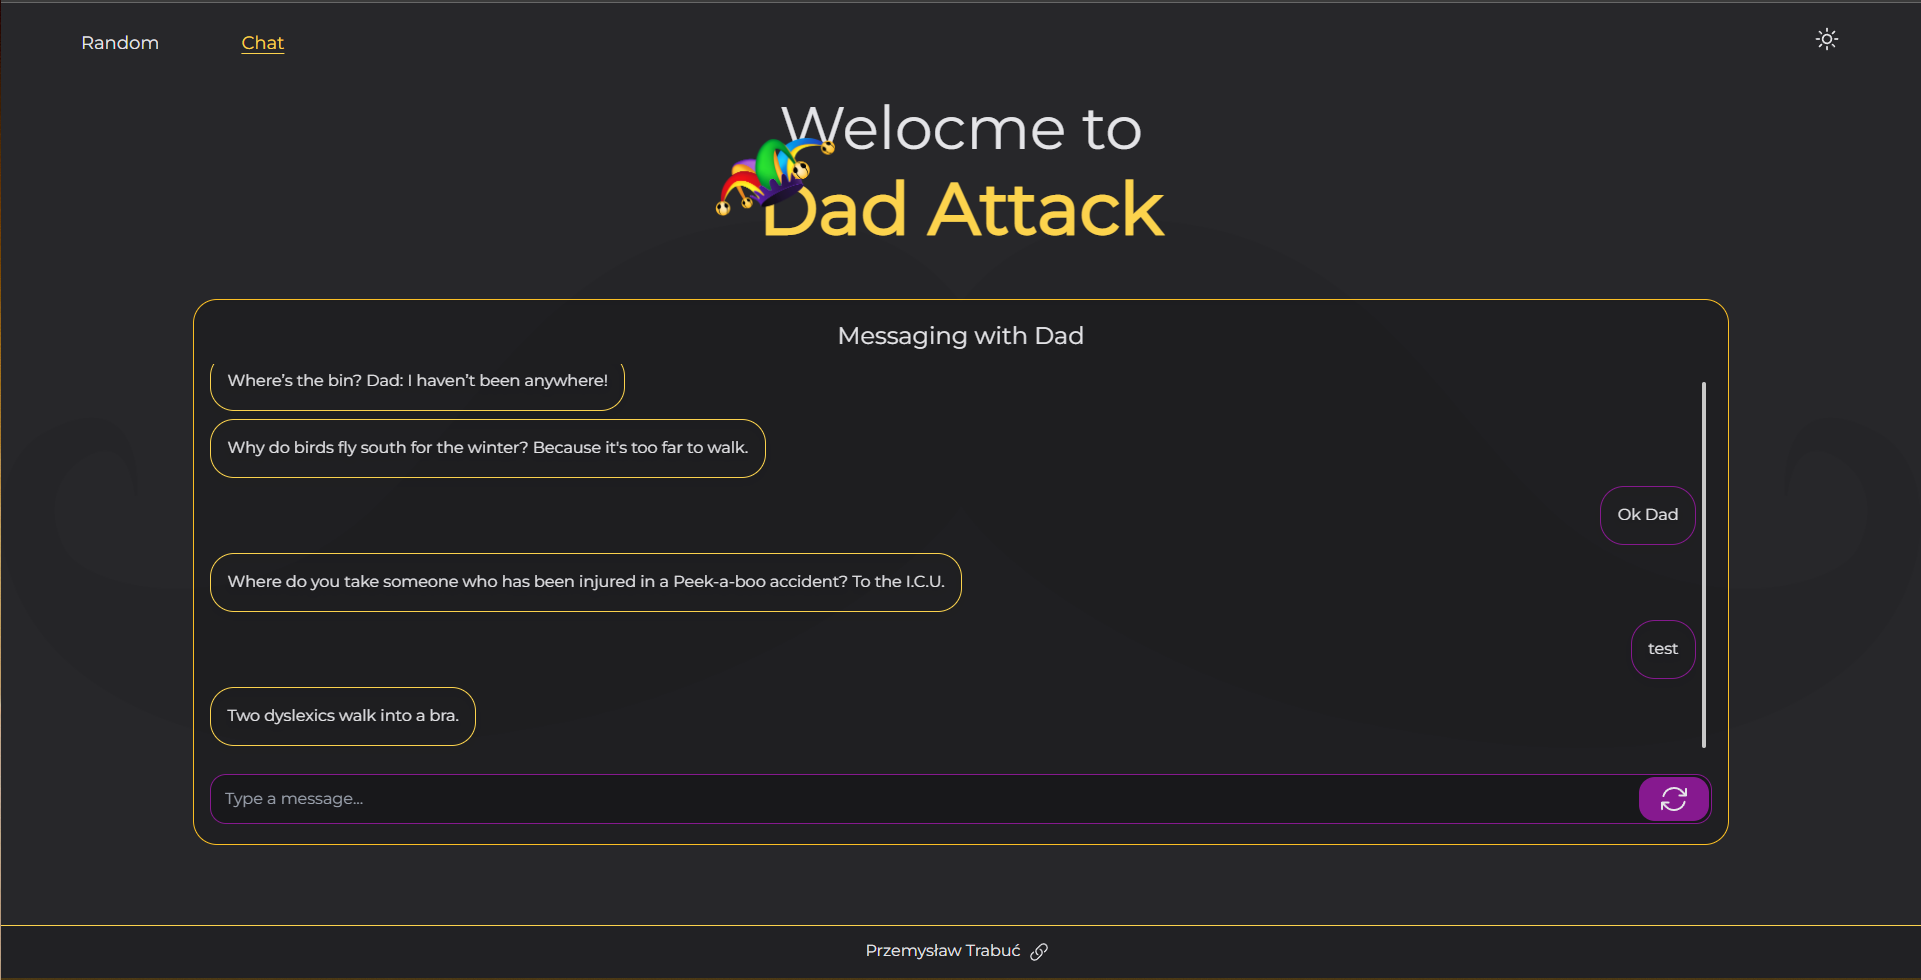 Random
Chat
Welocme to
Dad Attack
Messaging with Dad
Where’s the bin? Dad: I haven’t been anywhere!
Why do birds fly south for the winter? Because it's too far to walk.
Ok Dad
Where do you take someone who has been injured in a Peek-a-boo accident? To the I.C.U.
test
Two dyslexics walk into a bra.
Type a message...
Przemysław Trabuć